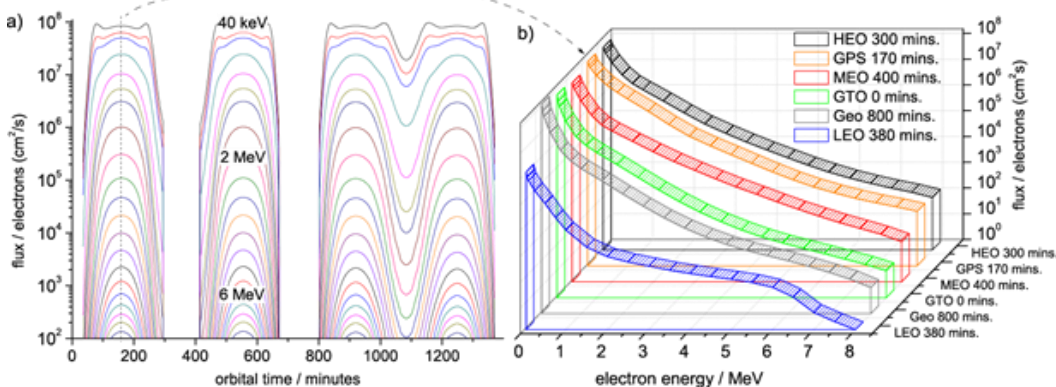 a)
10⁸
10⁷
10⁶
10⁵
10⁴
10³
10²
flux / electrons (cm²/s)
40 keV
2 MeV
6 MeV
0 200 400 600 800 1000 1200
orbital time / minutes
b)
HEO 300 mins.
GPS 170 mins.
MEO 400 mins.
GTO 0 mins.
Geo 800 mins.
LEO 380 mins.
10⁸
10⁷
10⁶
10⁵
10⁴
10³
10²
10¹
10⁰
flux / electrons (cm²/s)
HEO 300 mins.
GPS 170 mins.
MEO 400 mins.
GTO 0 mins.
Geo 800 mins.
LEO 380 mins.
0 1 2 3 4 5 6 7 8
electron energy / MeV